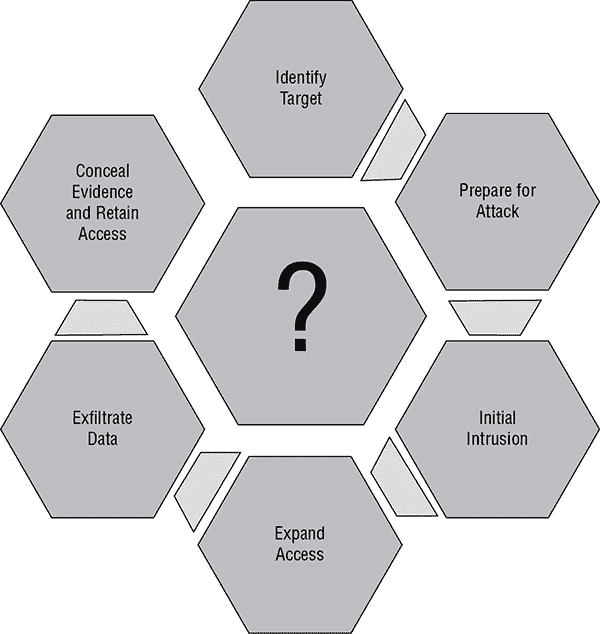 Identify
Target
Prepare for
Attack
Initial
Intrusion
Expand
Access
Exfiltrate
Data
Conceal
Evidence
and Retain
Access
?